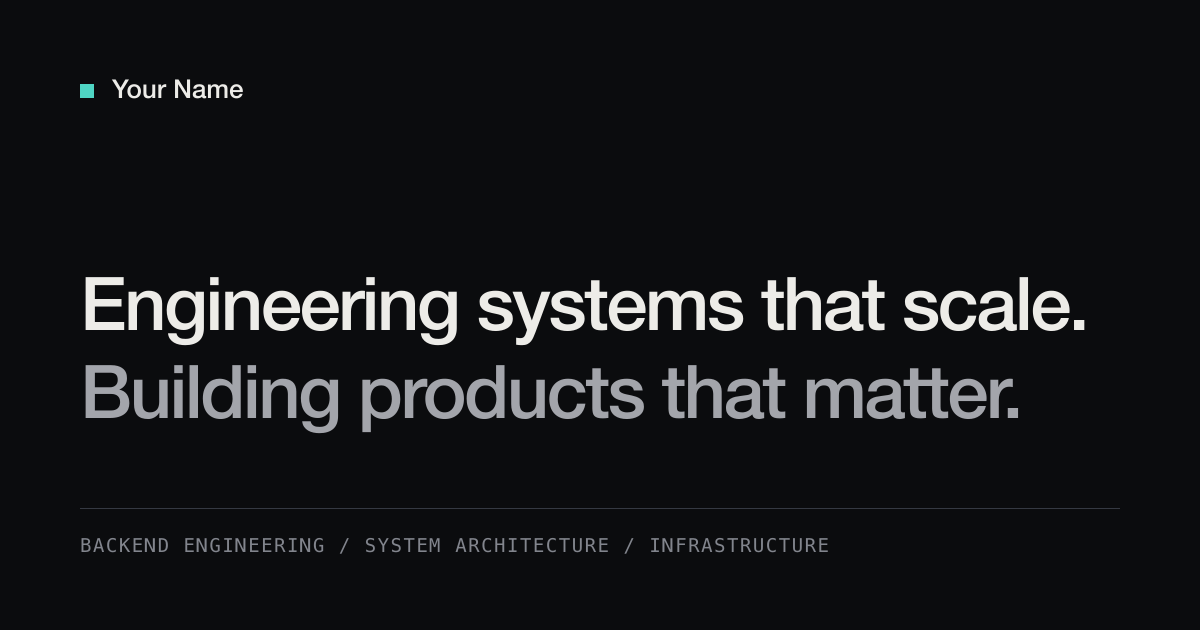 Your Name
Engineering systems that scale.
Building products that matter.
BACKEND ENGINEERING / SYSTEM ARCHITECTURE / INFRASTRUCTURE